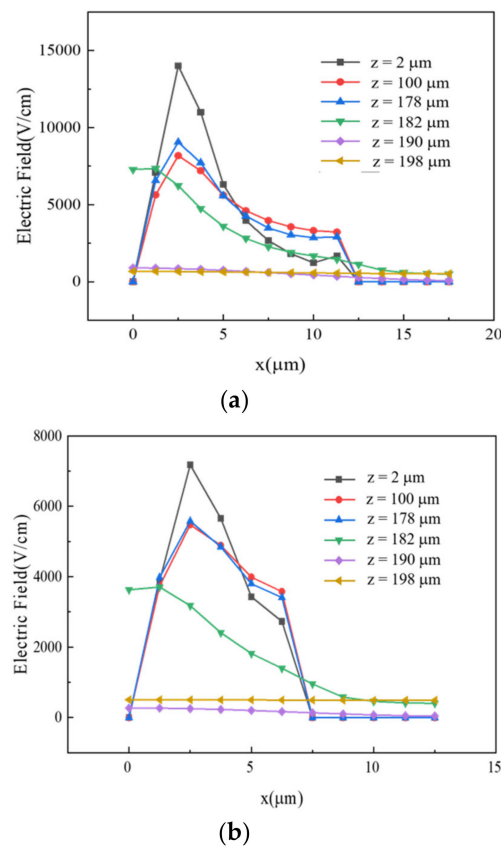 (a)
15000
10000
5000
0
Electric Field(V/cm)
z = 2 μm
z = 100 μm
z = 178 μm
z = 182 μm
z = 190 μm
z = 198 μm
0 5 10 15 20
x(μm)
(a)
8000
6000
4000
2000
0
Electric Field(V/cm)
z = 2 μm
z = 100 μm
z = 178 μm
z = 182 μm
z = 190 μm
z = 198 μm
0 5 10 15
x(μm)
(b)